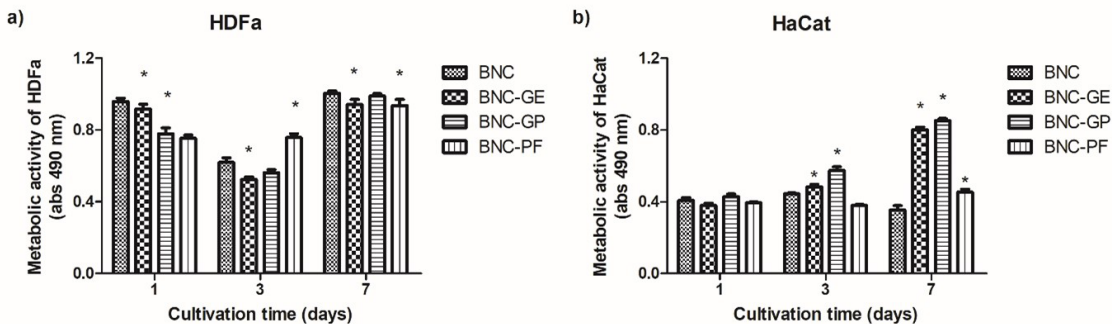 a)
HDFa
Metabolic activity of HDFa
(abs 490 nm)
1.2
0.8
0.4
0.0
* * * * * *
1 3 7
Cultivation time (days)
BNC
BNC-GE
BNC-GP
BNC-PF
b)
HaCat
Metabolic activity of HaCat
(abs 490 nm)
1.2
0.8
0.4
0.0
* * * * *
1 3 7
Cultivation time (days)
BNC
BNC-GE
BNC-GP
BNC-PF